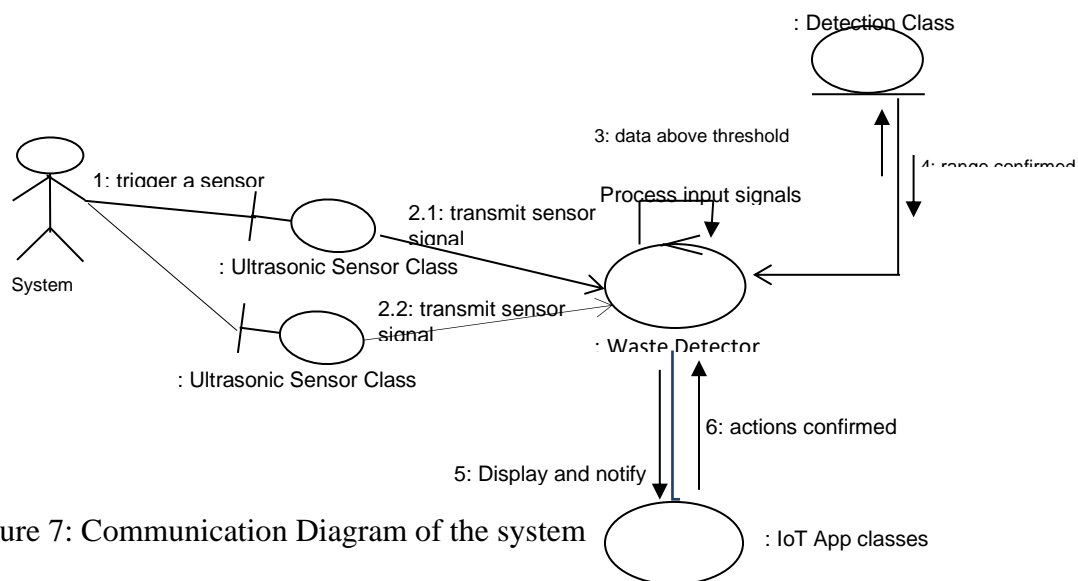 : Detection Class
3: data above threshold
4: range confirmed
1: trigger a sensor
Process input signals
2.1: transmit sensor
signal
: Ultrasonic Sensor Class
System
2.2: transmit sensor
signal
: Waste Detector
: Ultrasonic Sensor Class
6: actions confirmed
5: Display and notify
ure 7: Communication Diagram of the system
: IoT App classes